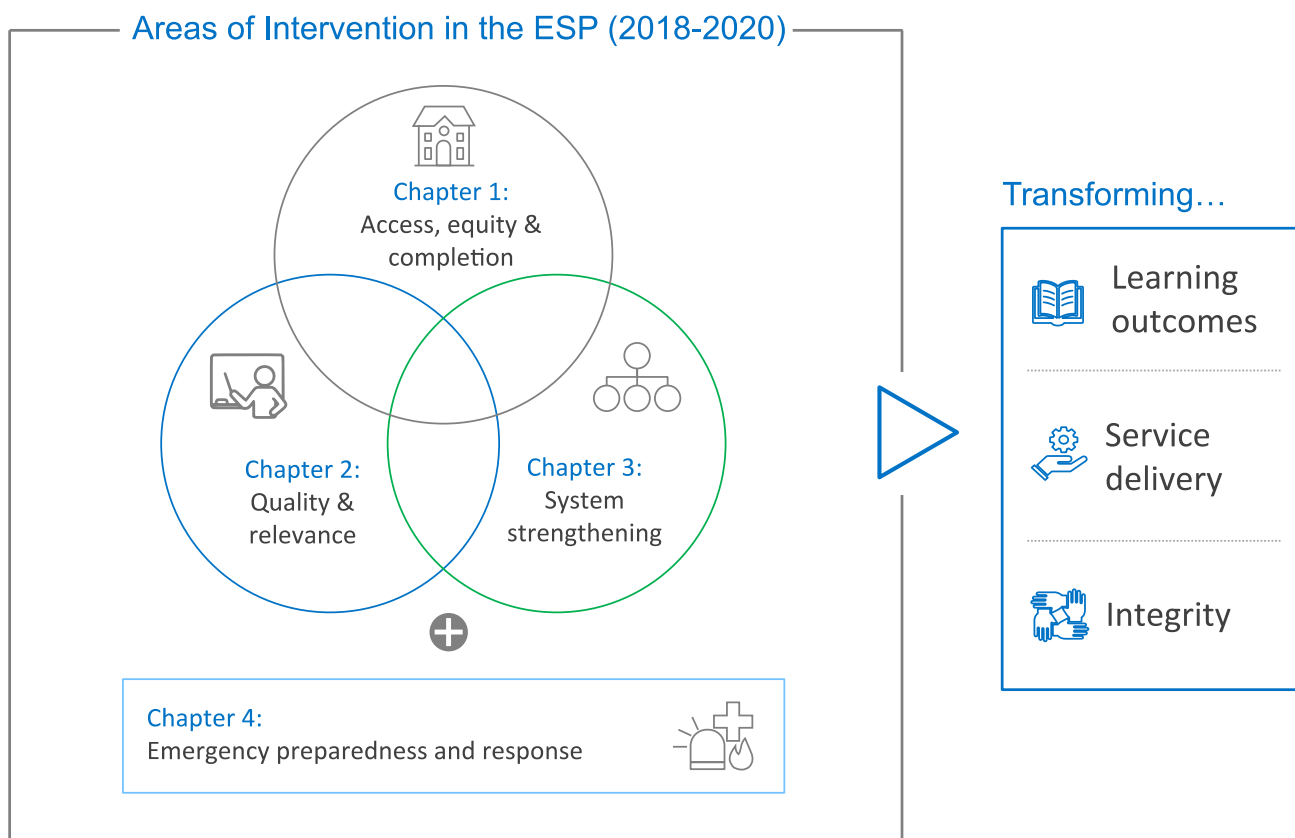 Areas of Intervention in the ESP (2018-2020)
Chapter 1:
Access, equity &
completion
Chapter 2:
Quality &
relevance
Chapter 3:
System
strengthening
Chapter 4:
Emergency preparedness and response
Transforming…
Learning
outcomes
Service
delivery
Integrity